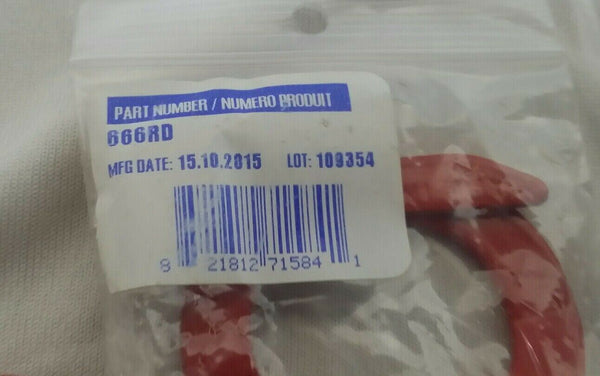 PART NUMBER / NUMERO PRODUIT
666RD
MFG DATE: 15.10.2015 LOT: 109354
8 21812 71584 1